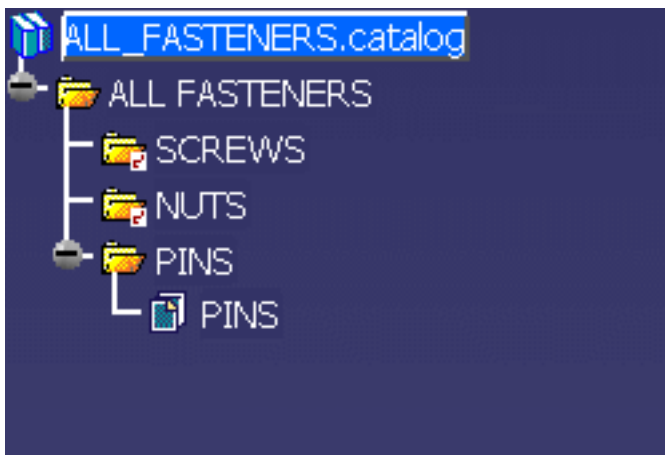 ALL_FASTENERS.catalog
ALL FASTENERS
SCREWS
NUTS
PINS
PINS